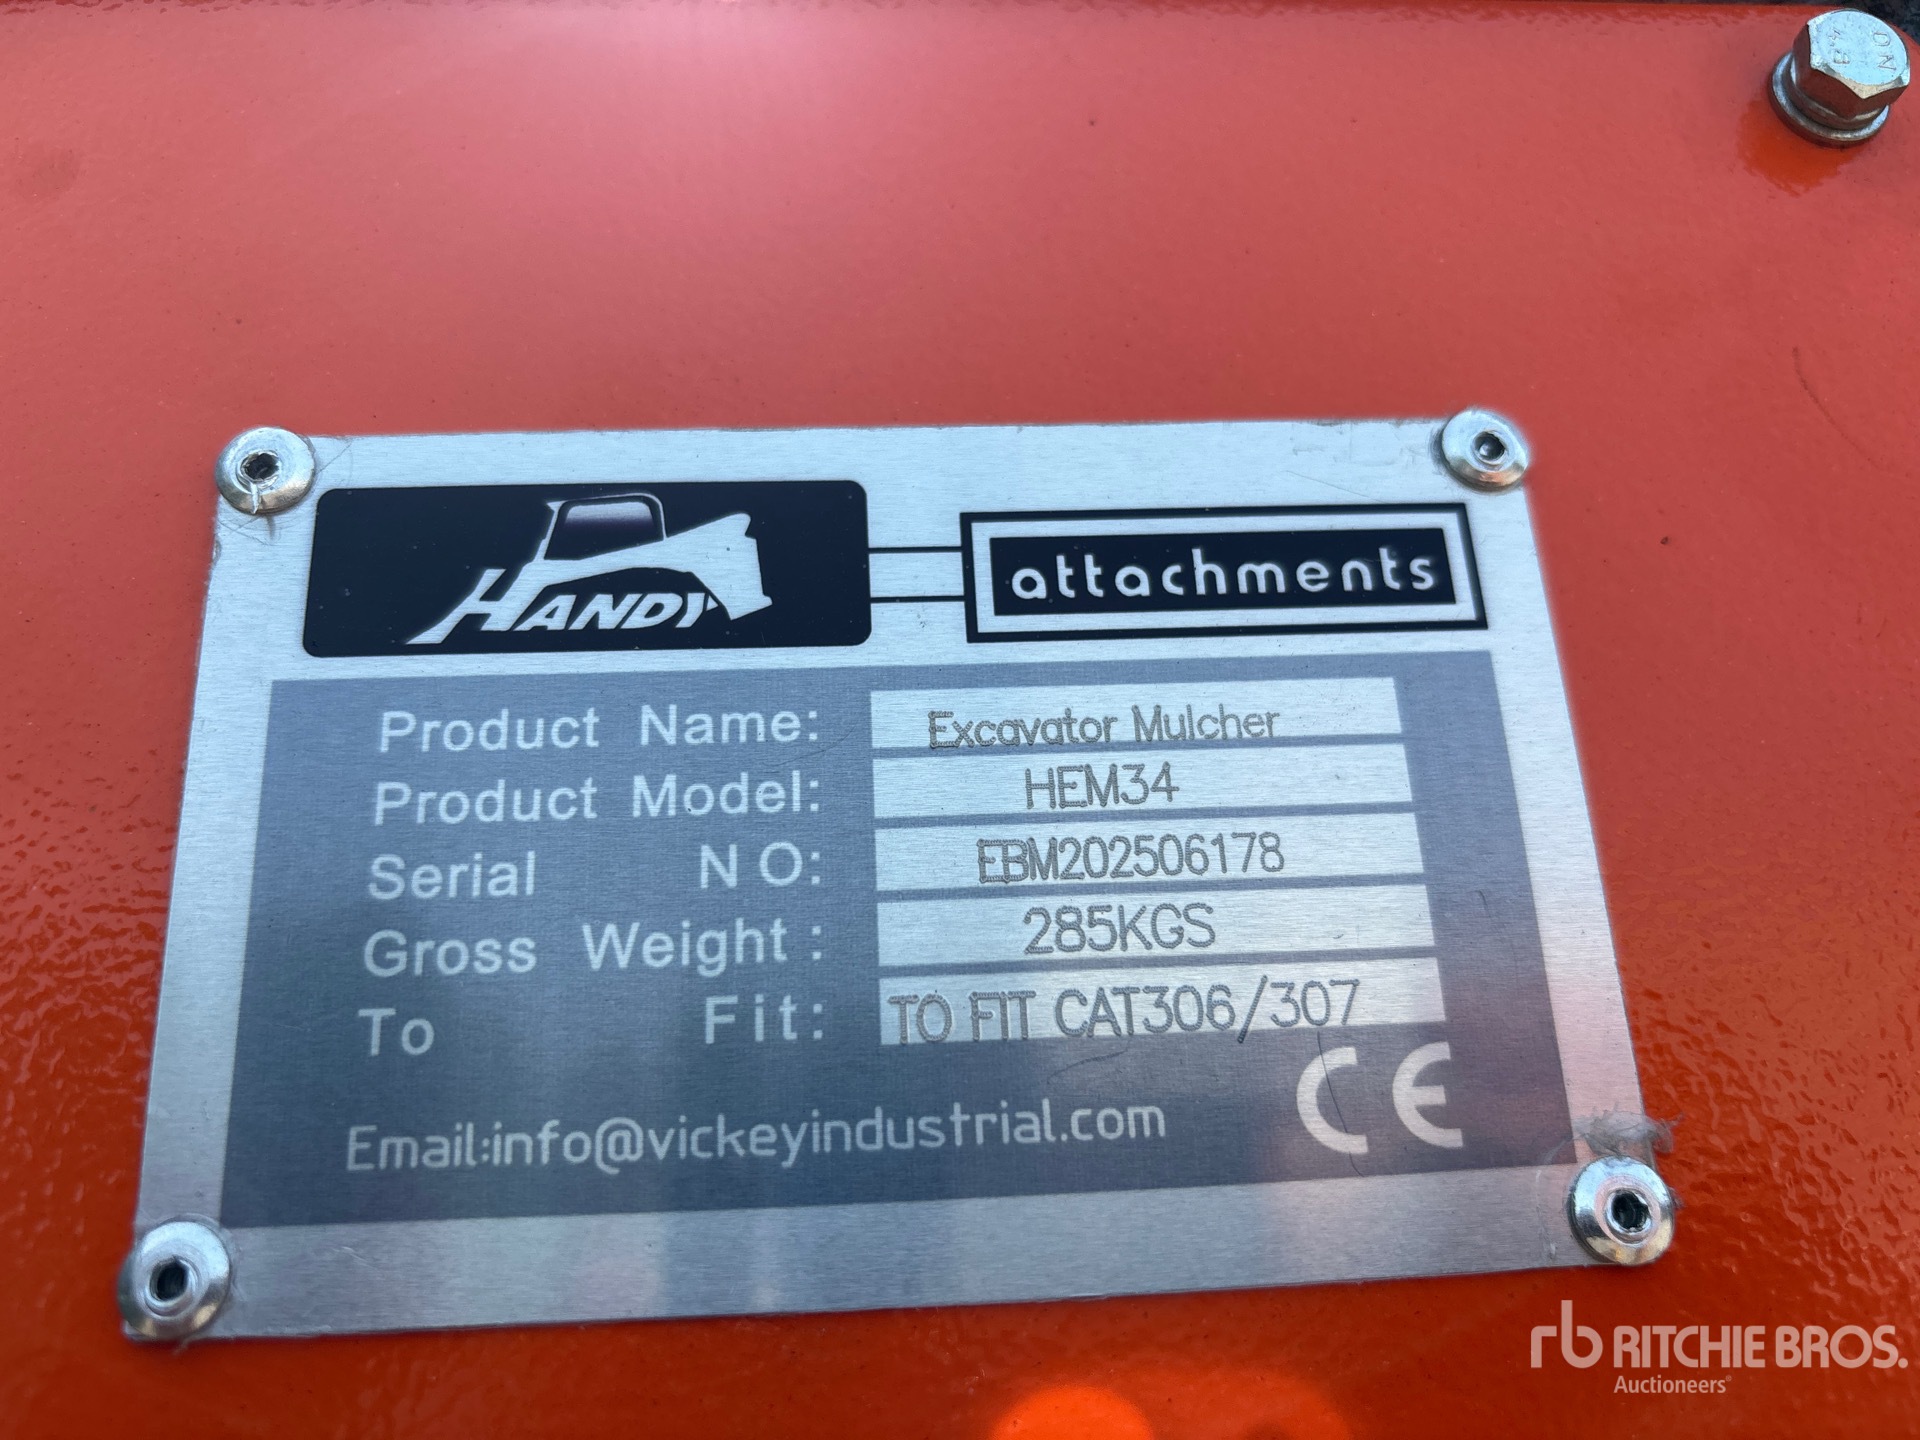 HANDY attachments
Product Name: Excavator Mulcher
Product Model: HEM34
Serial NO: EBM202506178
Gross Weight: 285KGS
To Fit: TO FIT CAT306/307
Email:info@vickeyindustrial.com CE
rb RITCHIE BROS.
Auctioneers